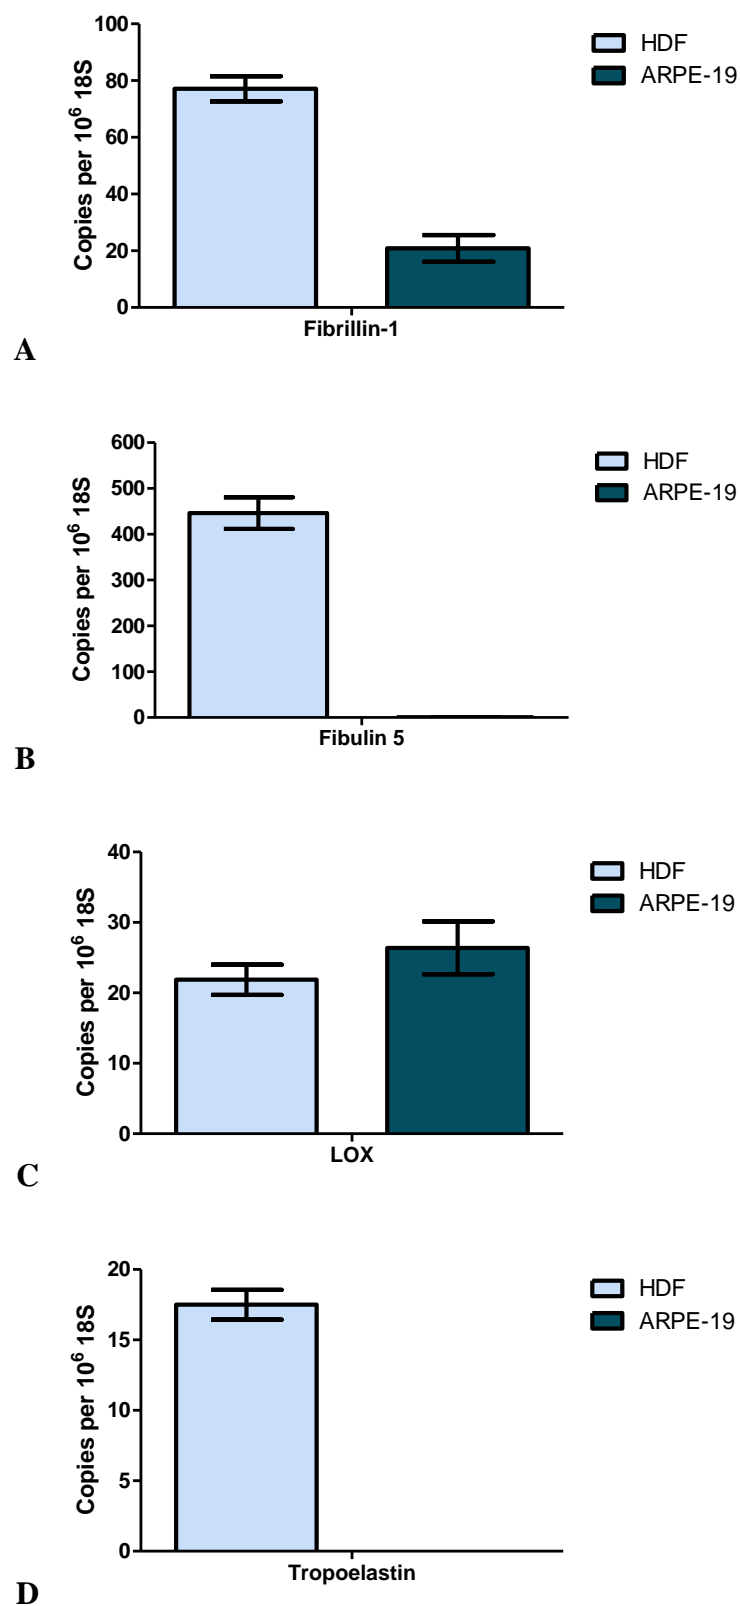 100
80
60
40
20
0
Copies per 10⁶ 18S
Fibrillin-1
HDF
ARPE-19
A
600
500
400
300
200
100
0
Copies per 10⁶ 18S
Fibulin 5
HDF
ARPE-19
B
40
30
20
10
0
Copies per 10⁶ 18S
LOX
HDF
ARPE-19
C
20
15
10
5
0
Copies per 10⁶ 18S
Tropoelastin
HDF
ARPE-19
D